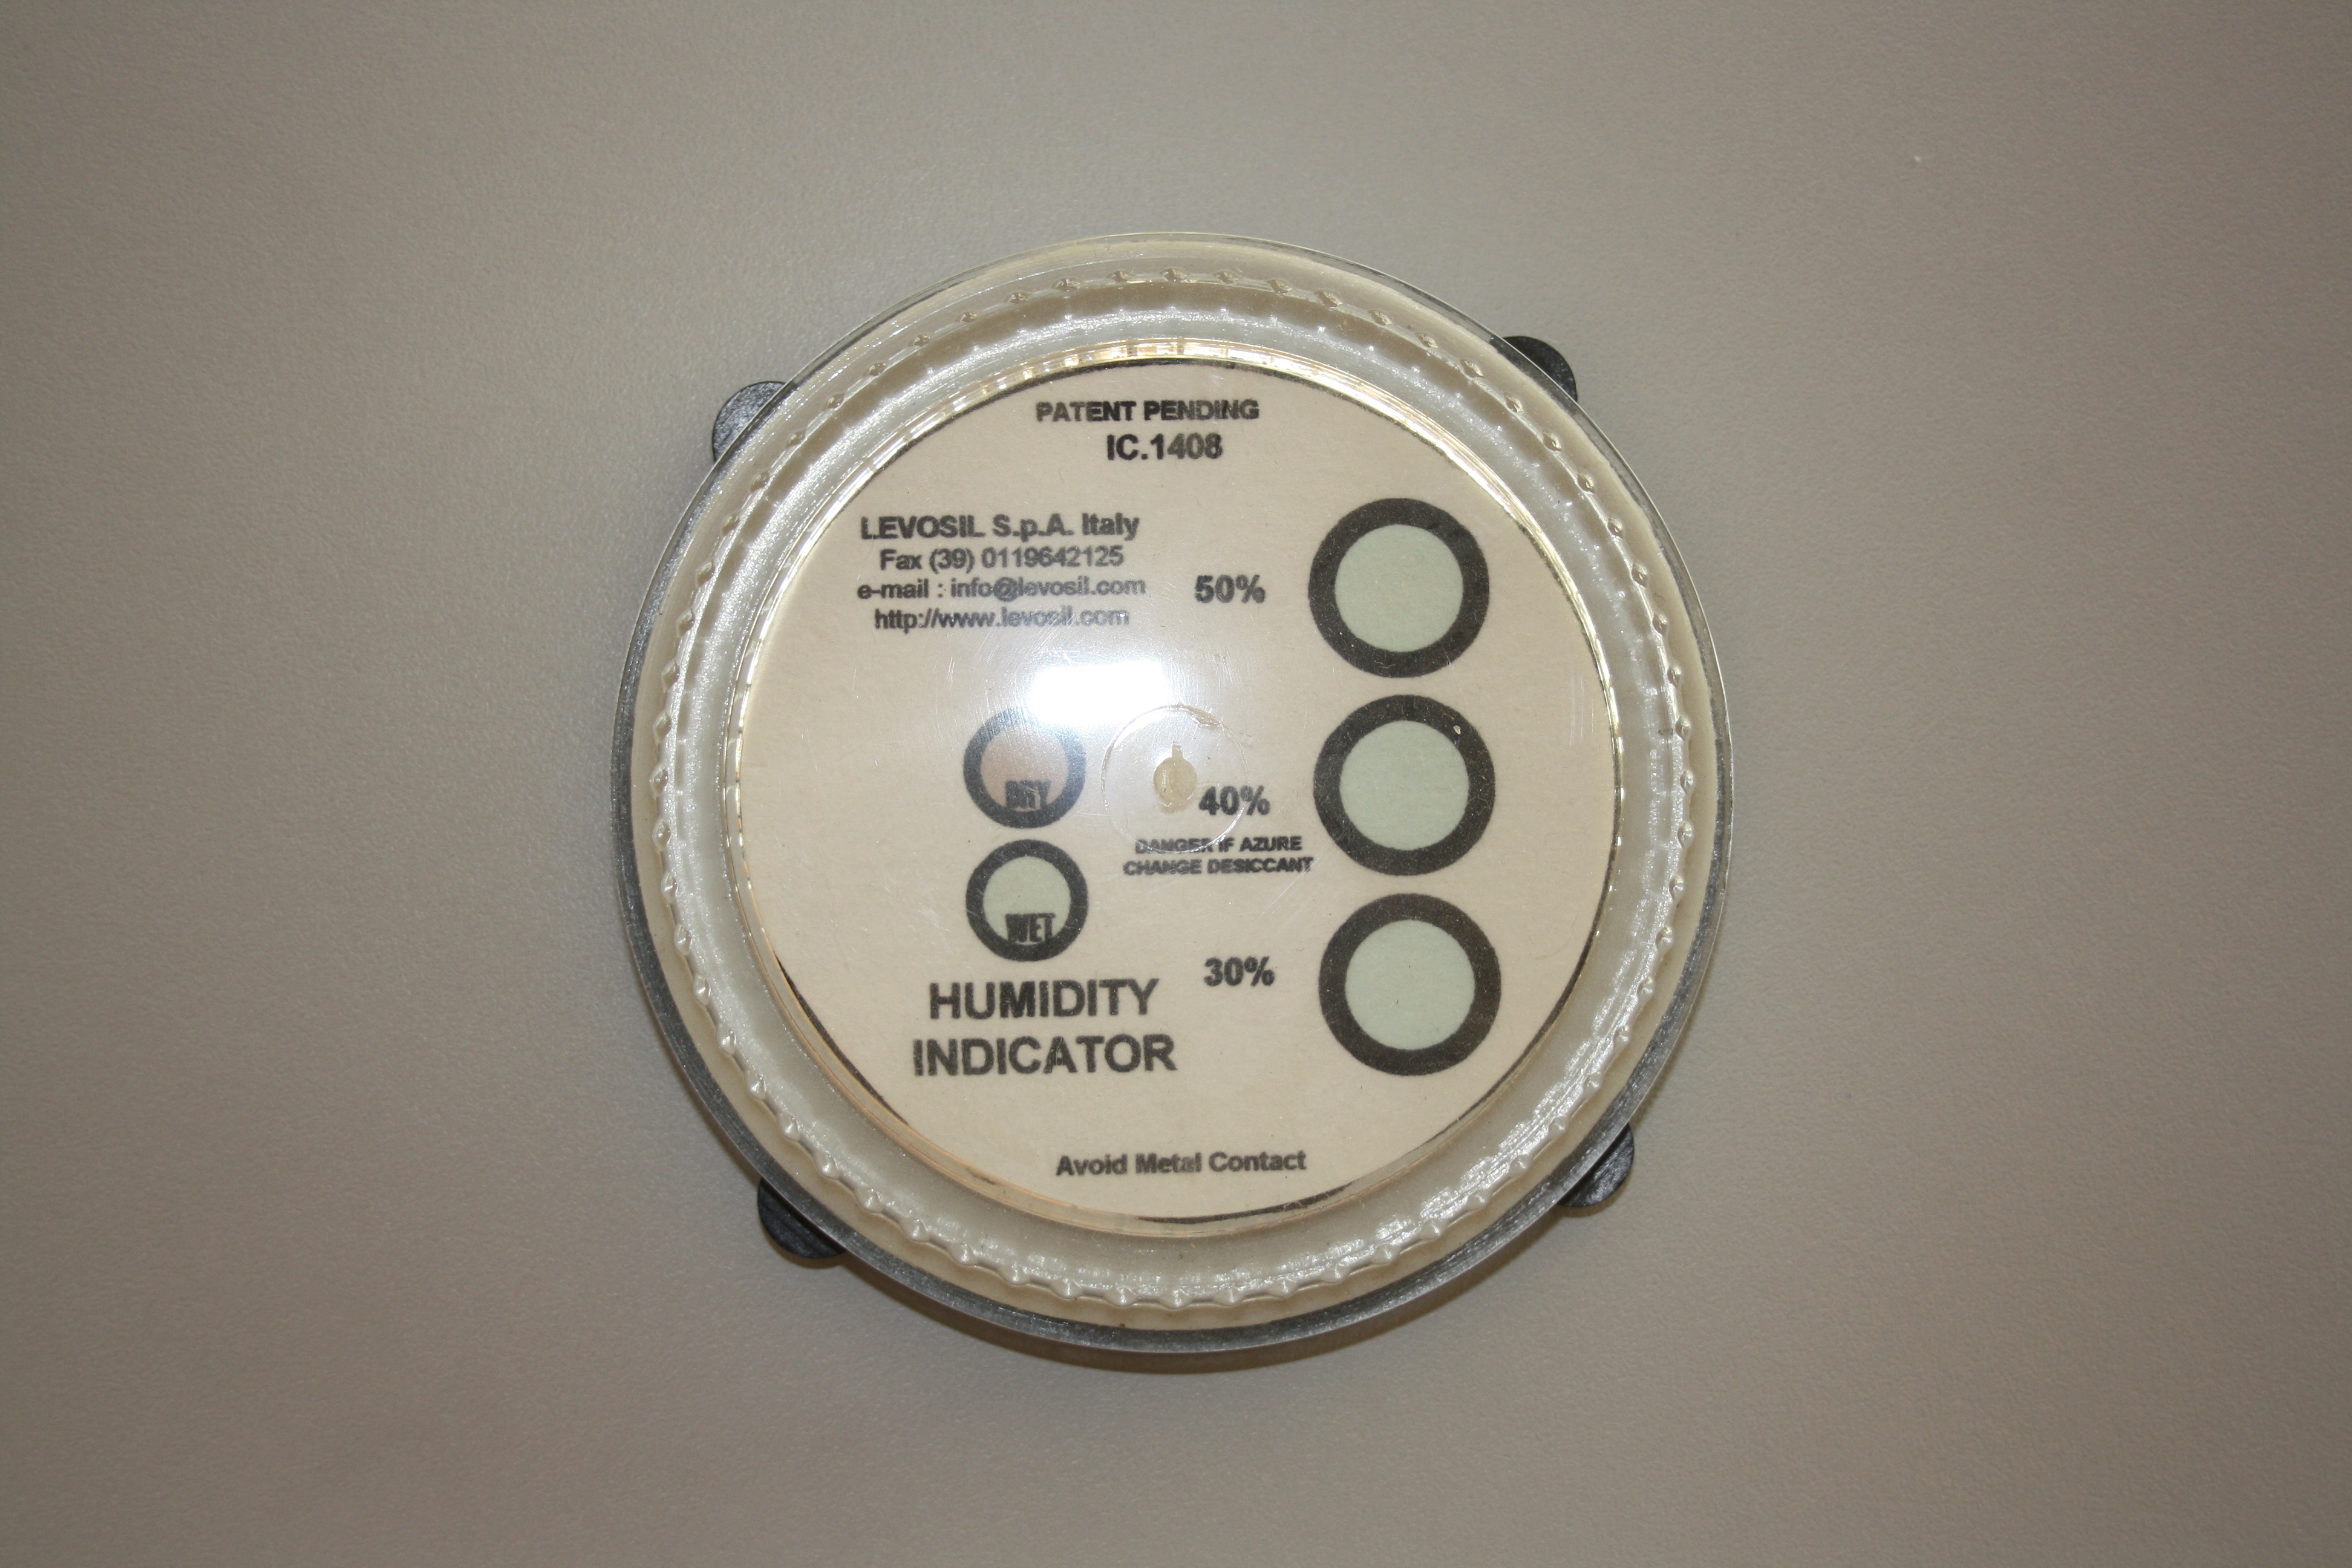 PATENT PENDING
IC.1408
LEVOSIL S.p.A. Italy
Fax (39) 0119642125
e-mail : info@levosil.com
http://www.levosil.com
50%
DRY
40%
DANGER IF AZURE
CHANGE DESICCANT
WET
30%
HUMIDITY
INDICATOR
Avoid Metal Contact